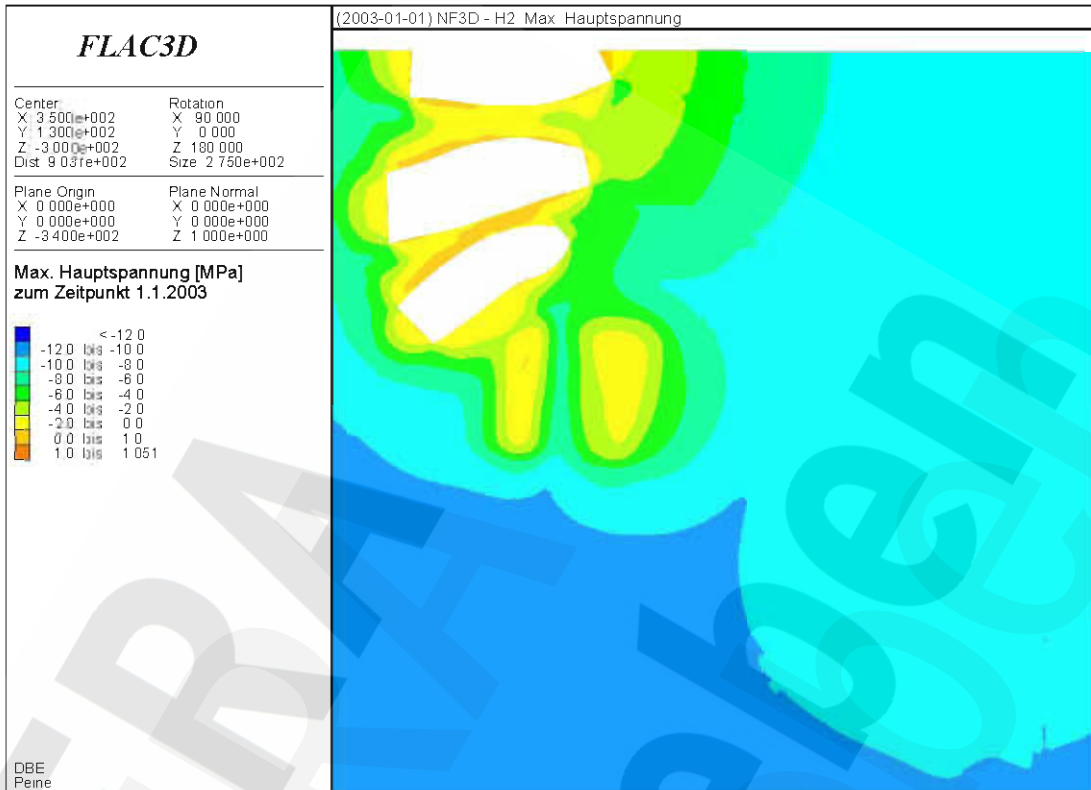 (2003-01-01) NF3D - H2 Max Hauptspannung
FLAC3D
Center Rotation
X 3 500e+002 X 90 000
Y 1 300e+002 Y 0 000
Z -3 000e+002 Z 180 000
Dist 9 031e+002 Size 2 750e+002
Plane Origin Plane Normal
X 0 000e+000 X 0 000e+000
Y 0 000e+000 Y 0 000e+000
Z -3 400e+002 Z 1 000e+000
Max. Hauptspannung [MPa]
zum Zeitpunkt 1.1.2003
<-12 0
-12.0 bis -10 0
-10 0 bis -8 0
-8 0 bis -6 0
-6 0 bis -4 0
-4 0 bis -2 0
-2.0 bis 0 0
0 0 bis 1 0
1.0 bis 1 051
DBE
Peine